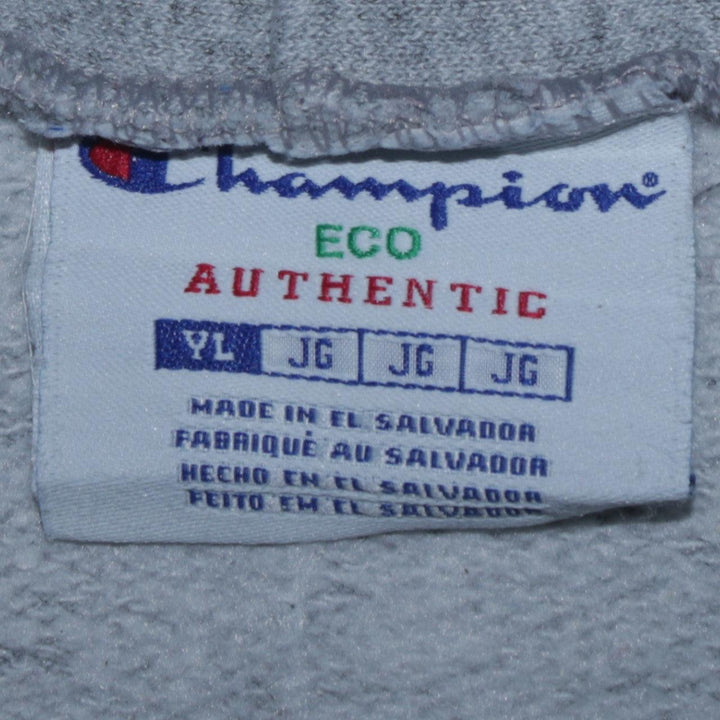 Champion®
ECO
AUTHENTIC
YL JG JG JG
MADE IN EL SALVADOR
FABRIQUÉ AU SALVADOR
HECHO EN EL SALVADOR
FEITO EM EL SALVADOR